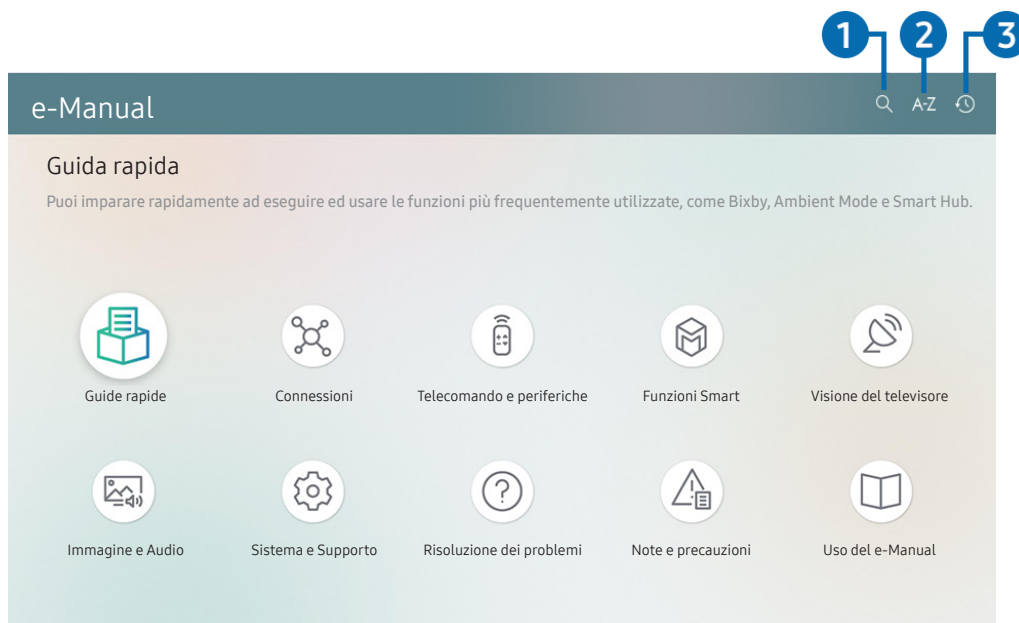 1 2 3
e-Manual A-Z
Guida rapida
Puoi imparare rapidamente ad eseguire ed usare le funzioni più frequentemente utilizzate, come Bixby, Ambient Mode e Smart Hub.
Guide rapide Connessioni Telecomando e periferiche Funzioni Smart Visione del televisore
Immagine e Audio Sistema e Supporto Risoluzione dei problemi Note e precauzioni Uso del e-Manual